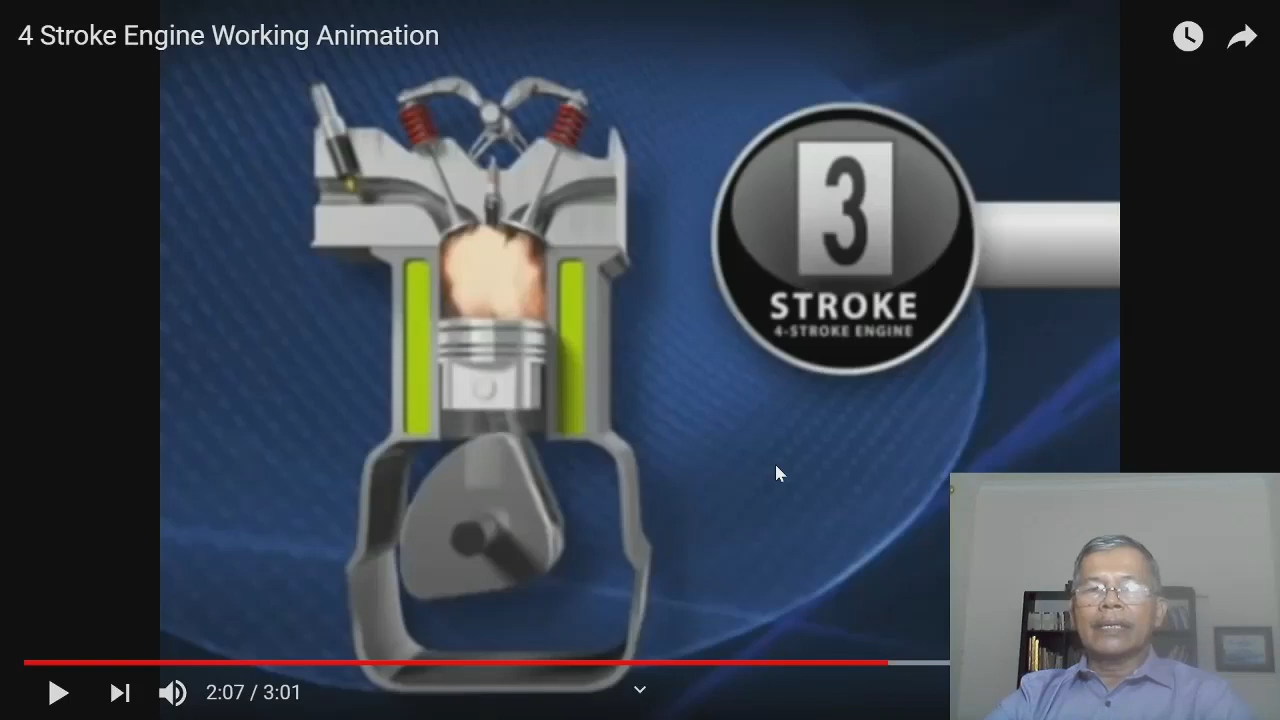 4 Stroke Engine Working Animation
3
STROKE
4-STROKE ENGINE
2:07 / 3:01